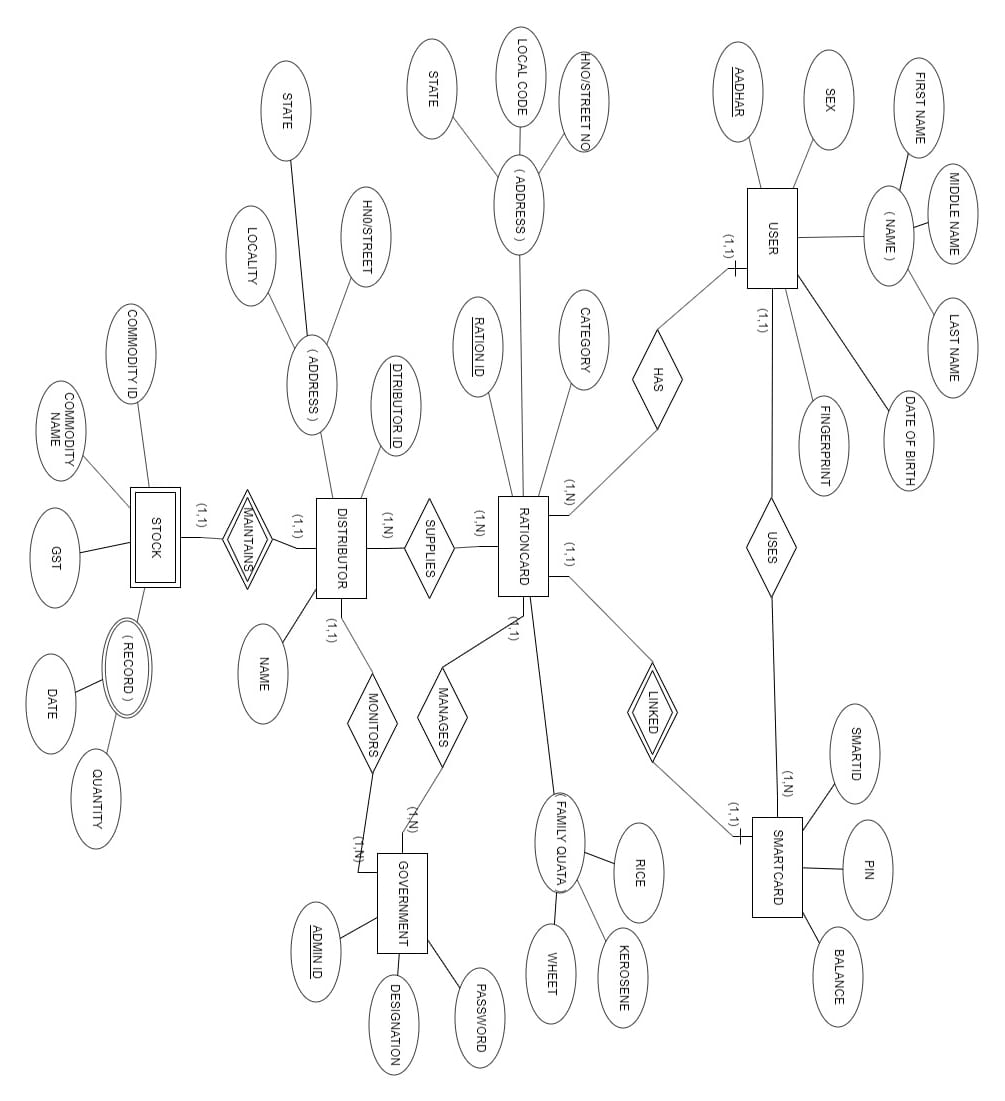 MIDDLE NAME
LAST NAME
FIRST NAME
DATE OF BIRTH
( NAME )
PIN
SMARTID
BALANCE
SEX
FINGERPRINT
(1,N)
SMARTCARD
USER
USES
(1,1)
AADHAR
(1,1)
(1,1)
HAS
LINKED
RICE
KEROSENE
HNO/STREET NO
CATEGORY
(1,N)
(1,1)
(FAMILY QUATA)
WHEET
LOCAL CODE
( ADDRESS )
RATIONCARD
(1,1)
RATION ID
(1,N)
PASSWORD
STATE
SUPPLIES
MANAGES
(1,N)
GOVERNMENT
DTRIBUTOR ID
(1,N)
DESIGNATION
HN0/STREET
MONITORS
(1,N)
DISTRIBUTOR
(1,1)
( ADDRESS )
ADMIN ID
STATE
(1,1)
LOCALITY
MAINTAINS
NAME
(1,1)
COMMODITY ID
STOCK
( RECORD )
QUANTITY
COMMODITY
NAME
GST
DATE